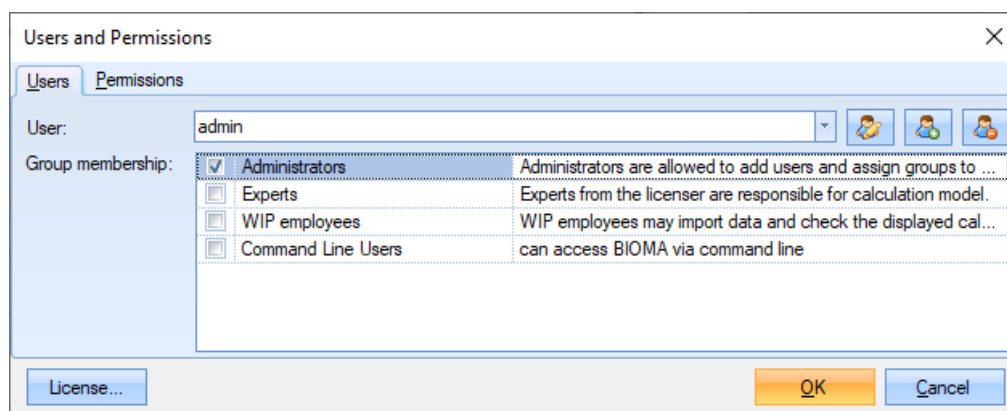 Users and Permissions
Users Permissions
User: admin
Group membership: Administrators Administrators are allowed to add users and assign groups to ...
Experts Experts from the licenser are responsible for calculation model.
WIP employees WIP employees may import data and check the displayed cal...
Command Line Users can access BIOMA via command line
License... OK Cancel